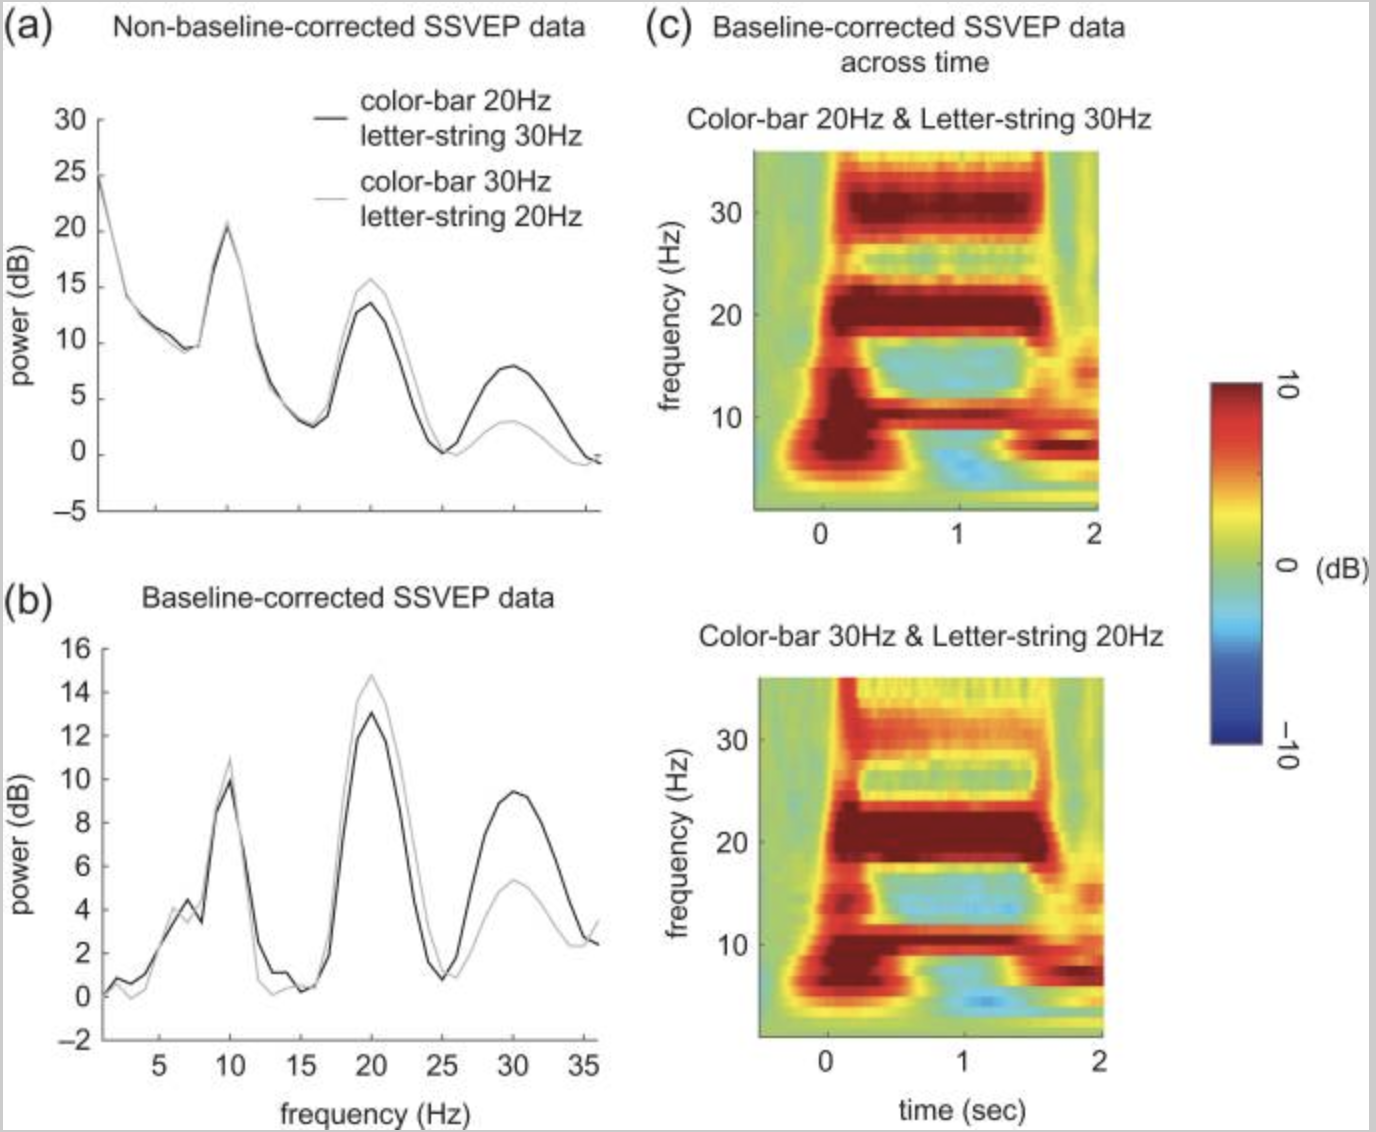 (a) Non-baseline-corrected SSVEP data
color-bar 20Hz
letter-string 30Hz
color-bar 30Hz
letter-string 20Hz
30
25
20
15
10
5
0
–5
power (dB)
(b) Baseline-corrected SSVEP data
16
14
12
10
8
6
4
2
0
–2
power (dB)
5 10 15 20 25 30 35
frequency (Hz)
(c) Baseline-corrected SSVEP data
across time
Color-bar 20Hz & Letter-string 30Hz
30
20
10
frequency (Hz)
0 1 2
Color-bar 30Hz & Letter-string 20Hz
30
20
10
frequency (Hz)
0 1 2
time (sec)
10
0 (dB)
–10